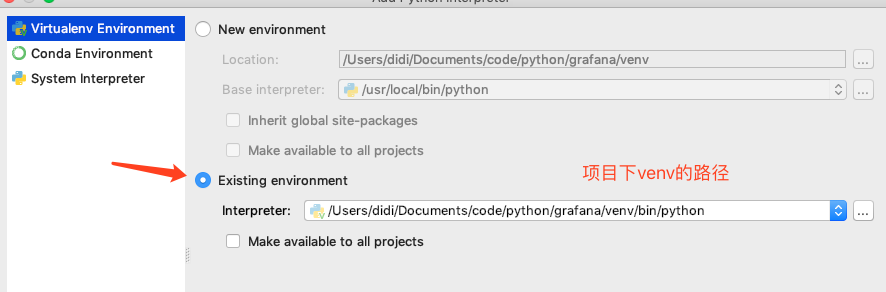 Add Python Interpreter
Virtualenv Environment
Conda Environment
System Interpreter
New environment
Location: /Users/didi/Documents/code/python/grafana/venv ...
Base interpreter: /usr/local/bin/python ...
Inherit global site-packages
Make available to all projects
项目下venv的路径
Existing environment
Interpreter: /Users/didi/Documents/code/python/grafana/venv/bin/python ...
Make available to all projects